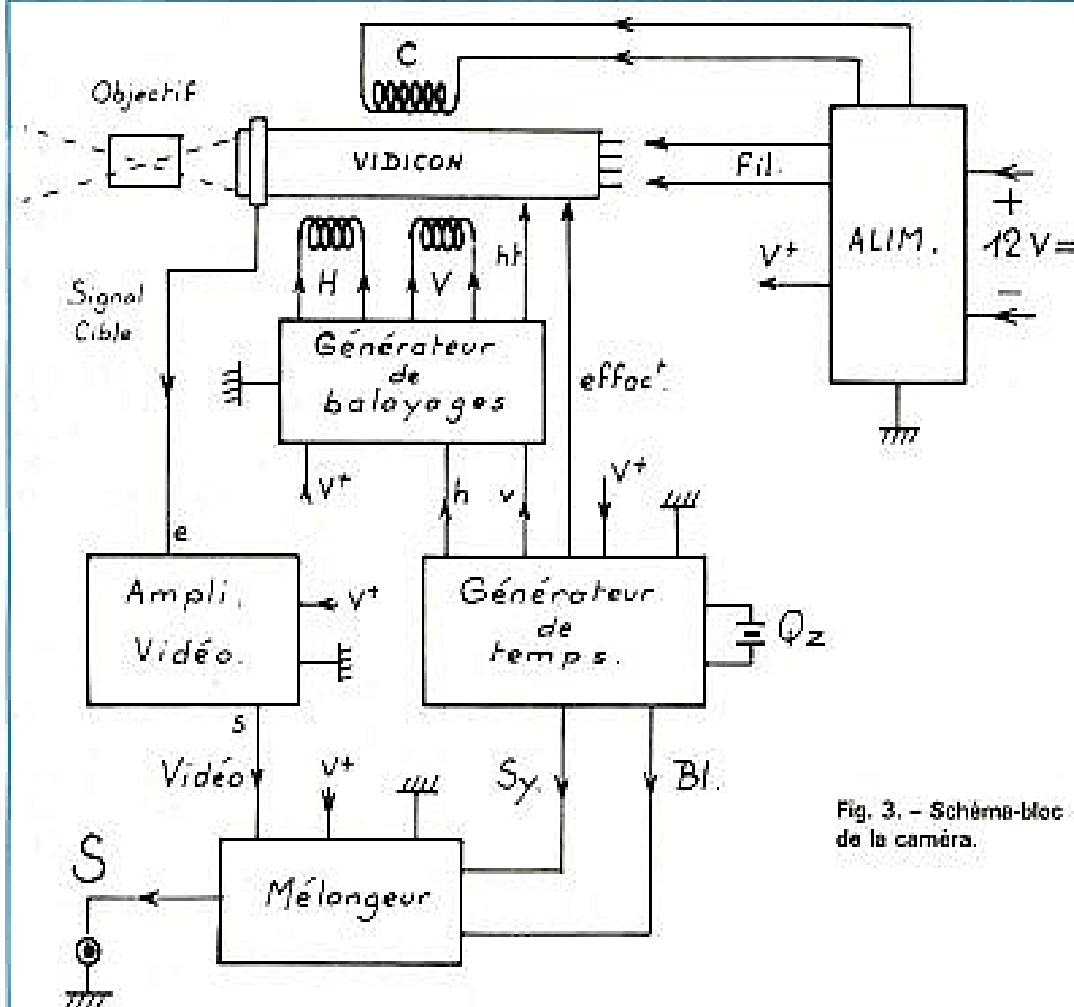 C
Objectif
VIDICON
Fil.
ALIM.
+
12 V =
−
V+
Signal
Cible
H
V
ht
Générateur
de
balayages
effact.
V+
h
v
V+
e
Ampli.
Vidéo.
V+
Générateur
de
temps.
Qz
s
Vidéo
V+
Sy.
Bl.
S
Mélangeur
Fig. 3. – Schéma-bloc
de la caméra.